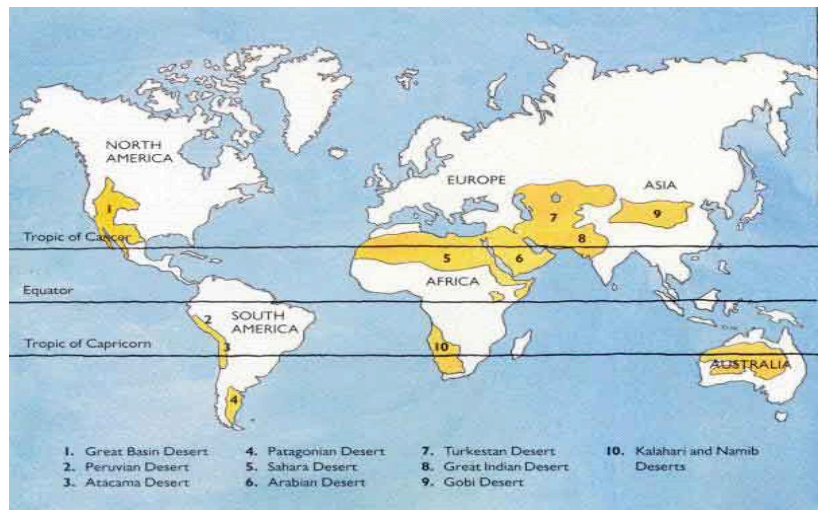 NORTH
AMERICA
EUROPE
ASIA
1
7
9
8
Tropic of Cancer
5
6
AFRICA
Equator
2
SOUTH
AMERICA
Tropic of Capricorn
3
10
AUSTRALIA
4
1. Great Basin Desert
2. Peruvian Desert
3. Atacama Desert
4. Patagonian Desert
5. Sahara Desert
6. Arabian Desert
7. Turkestan Desert
8. Great Indian Desert
9. Gobi Desert
10. Kalahari and Namib
Deserts